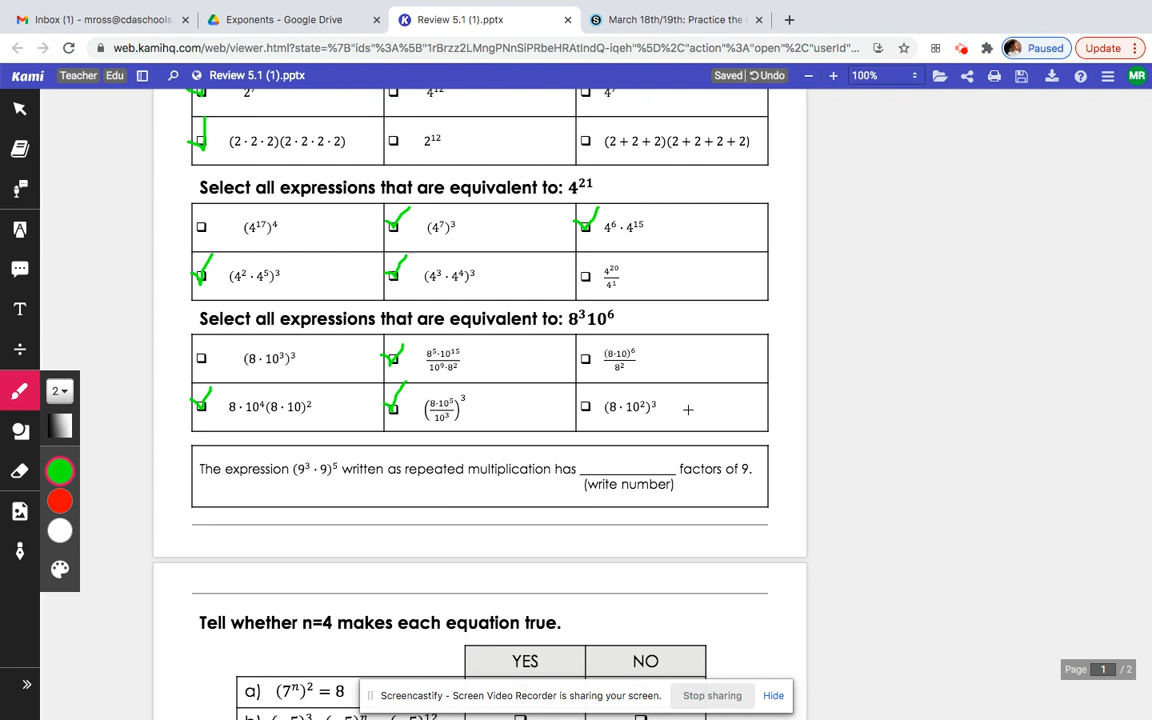 Inbox (1) - mross@cdaschools. × Exponents - Google Drive × Review 5.1 (1).pptx × March 18th/19th: Practice the × +
web.kamihq.com/web/viewer.html?state=%7B"ids"%3A%5B"1rBrzz2LMngPNnSiPRbeHRAtIndQ-iqeh"%5D%2C"action"%3A"open"%2C"userId"... Paused Update
Kami Teacher Edu Review 5.1 (1).pptx Saved Undo − + 100% MR
2⁷ 4¹² 4⁷
(2 · 2 · 2)(2 · 2 · 2 · 2) 2¹² (2 + 2 + 2)(2 + 2 + 2 + 2)
Select all expressions that are equivalent to: 4²¹
(4¹⁷)⁴ (4⁷)³ 4⁶ · 4¹⁵
(4² · 4⁵)³ (4³ · 4⁴)³ 4²⁰/4¹
Select all expressions that are equivalent to: 8³10⁶
(8 · 10³)³ 8⁵·10¹⁵/10⁹·8² (8·10)⁶/8²
8 · 10⁴(8 · 10)² (8·10⁵/10³)³ (8 · 10²)³
The expression (9³ · 9)⁵ written as repeated multiplication has ____________ factors of 9.
(write number)
2
Tell whether n=4 makes each equation true.
YES NO
Page 1 / 2
a) (7ⁿ)² = 8
Screencastify - Screen Video Recorder is sharing your screen. Stop sharing Hide